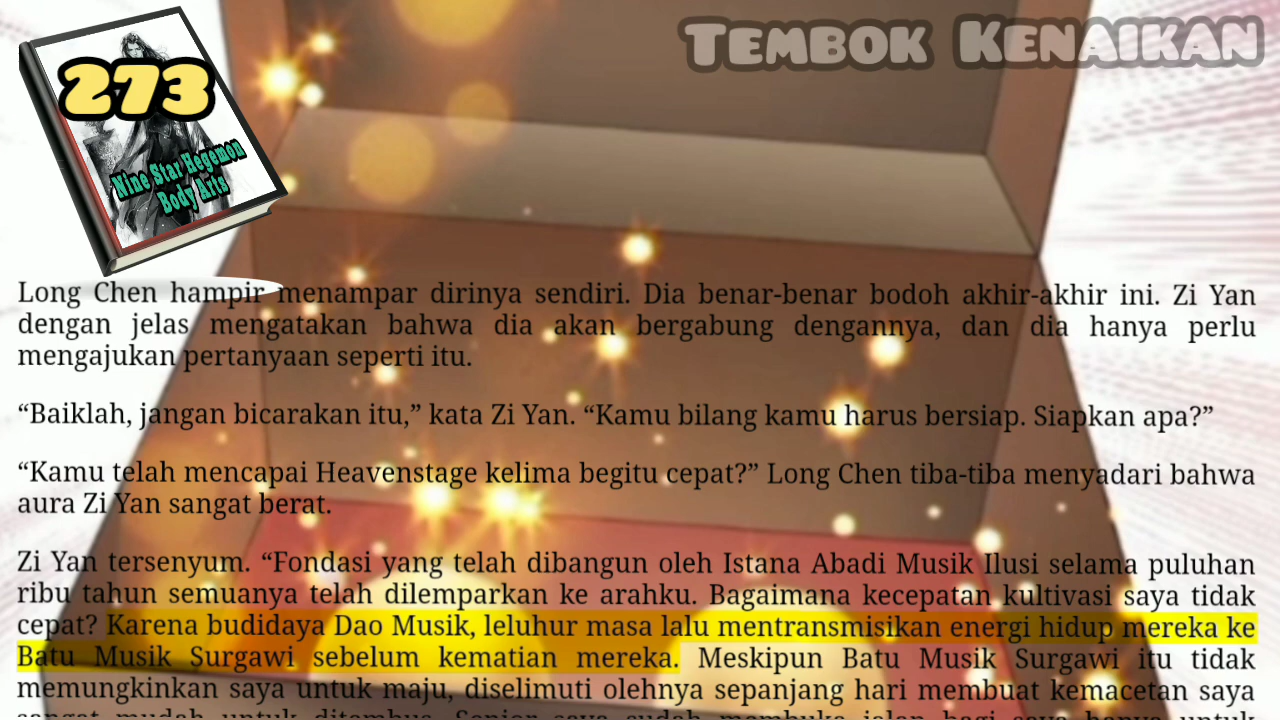 TEMBOK KENAIKAN
273
Nine Star Hegemon
Body Arts
Long Chen hampir menampar dirinya sendiri. Dia benar-benar bodoh akhir-akhir ini. Zi Yan
dengan jelas mengatakan bahwa dia akan bergabung dengannya, dan dia hanya perlu
mengajukan pertanyaan seperti itu.
“Baiklah, jangan bicarakan itu,” kata Zi Yan. “Kamu bilang kamu harus bersiap. Siapkan apa?”
“Kamu telah mencapai Heavenstage kelima begitu cepat?” Long Chen tiba-tiba menyadari bahwa
aura Zi Yan sangat berat.
Zi Yan tersenyum. “Fondasi yang telah dibangun oleh Istana Abadi Musik Ilusi selama puluhan
ribu tahun semuanya telah dilemparkan ke arahku. Bagaimana kecepatan kultivasi saya tidak
cepat? Karena budidaya Dao Musik, leluhur masa lalu mentransmisikan energi hidup mereka ke
Batu Musik Surgawi sebelum kematian mereka. Meskipun Batu Musik Surgawi itu tidak
memungkinkan saya untuk maju, diselimuti olehnya sepanjang hari membuat kemacetan saya